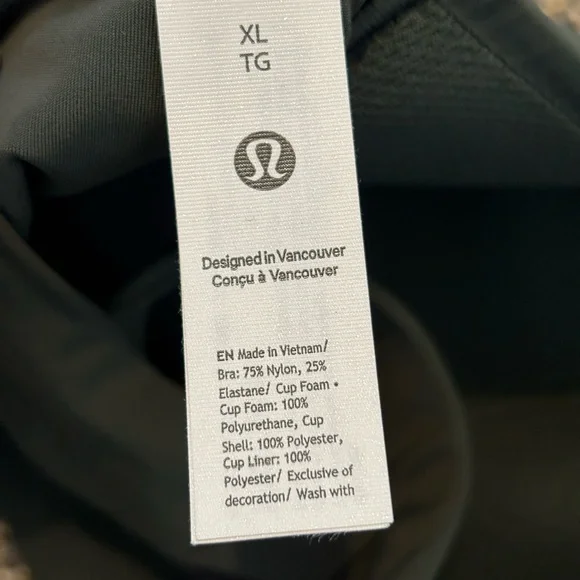 XL
TG
Designed in Vancouver
Conçu à Vancouver
EN Made in Vietnam/
Bra: 75% Nylon, 25%
Elastane/ Cup Foam •
Cup Foam: 100%
Polyurethane, Cup
Shell: 100% Polyester,
Cup Liner: 100%
Polyester/ Exclusive of
decoration/ Wash with